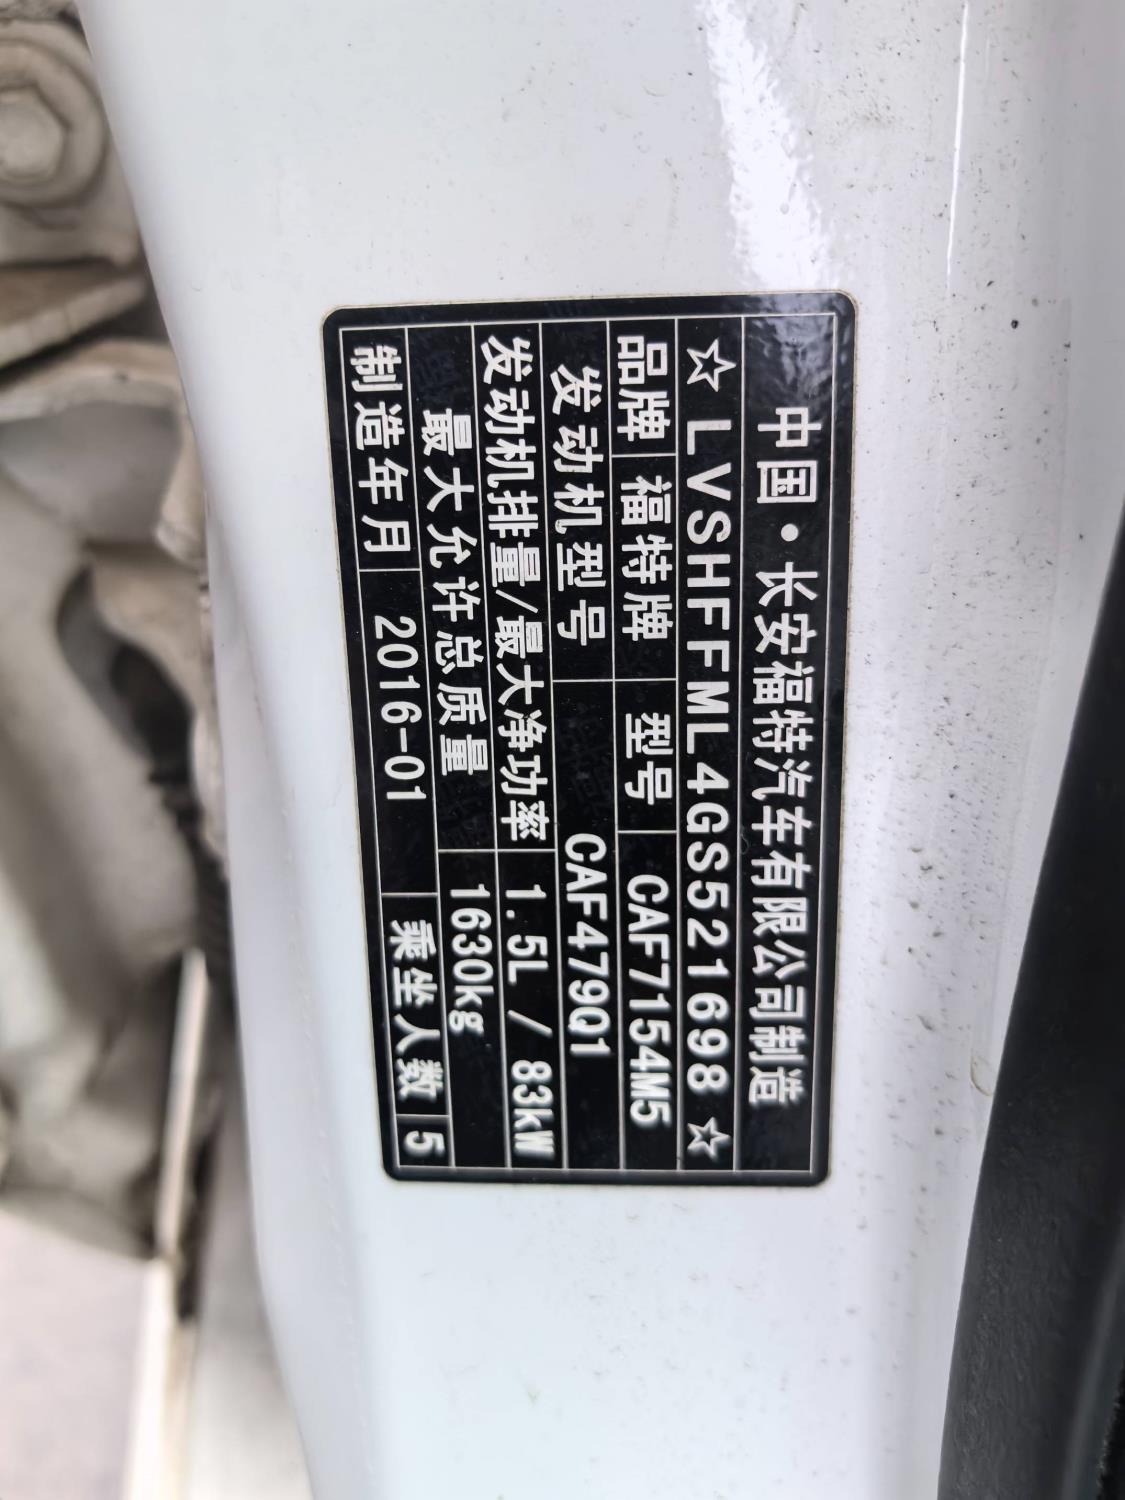 中国·长安福特汽车有限公司制造
☆LVSHFFML4GS521698☆
品牌 福特牌 型号 CAF7154M5
发动机型号 CAF479Q1
发动机排量/最大净功率 1.5L / 83kW
最大允许总质量 1630kg
制造年月 2016-01 乘坐人数 5